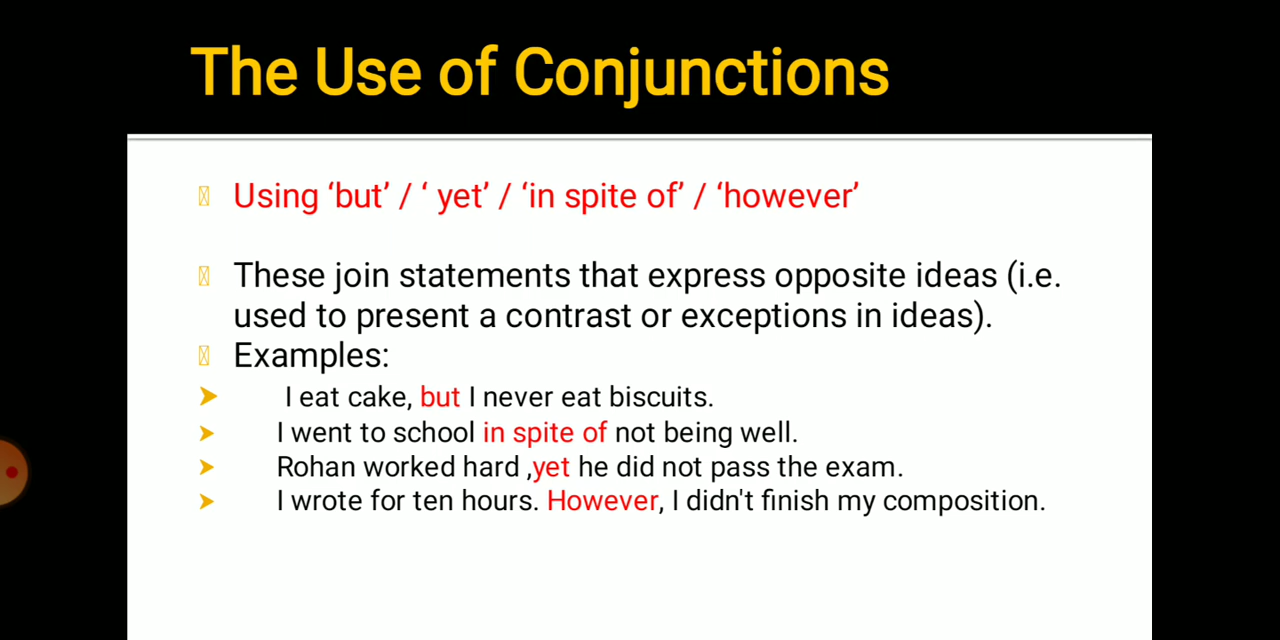 The Use of Conjunctions
Using ‘but’ / ‘ yet’ / ‘in spite of’ / ‘however’
These join statements that express opposite ideas (i.e.
used to present a contrast or exceptions in ideas).
Examples:
I eat cake, but I never eat biscuits.
I went to school in spite of not being well.
Rohan worked hard ,yet he did not pass the exam.
I wrote for ten hours. However, I didn't finish my composition.